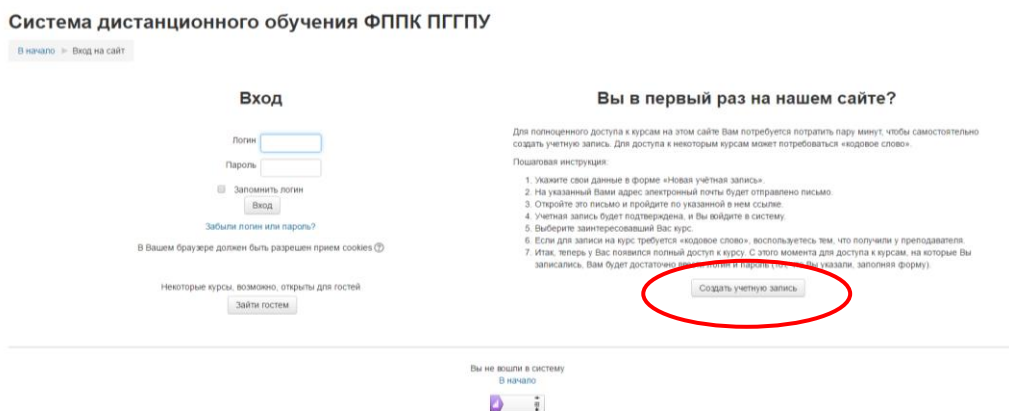 Система дистанционного обучения ФППК ПГГПУ
В начало ► Вход на сайт
Вход
Логин
Пароль
Запомнить логин
Вход
Забыли логин или пароль?
В Вашем браузере должен быть разрешен прием cookies
Некоторые курсы, возможно, открыты для гостей
Зайти гостем
Вы в первый раз на нашем сайте?
Для полноценного доступа к курсам на этом сайте Вам потребуется потратить пару минут, чтобы самостоятельно
создать учетную запись. Для доступа к некоторым курсам может потребоваться «кодовое слово».
Пошаговая инструкция:
1. Укажите свои данные в форме «Новая учётная запись».
2. На указанный Вами адрес электронной почты будет отправлено письмо.
3. Откройте это письмо и пройдите по указанной в нем ссылке.
4. Учетная запись будет подтверждена, и Вы войдите в систему.
5. Выберите заинтересовавший Вас курс.
6. Если для записи на курс требуется «кодовое слово», воспользуетесь тем, что получили у преподавателя.
7. Итак, теперь у Вас появился полный доступ к курсу. С этого момента для доступа к курсам, на которые Вы
записались, Вам будет достаточно логин и пароль Вы указали, заполняя форму).
Создать учетную запись
Вы не вошли в систему
В начало